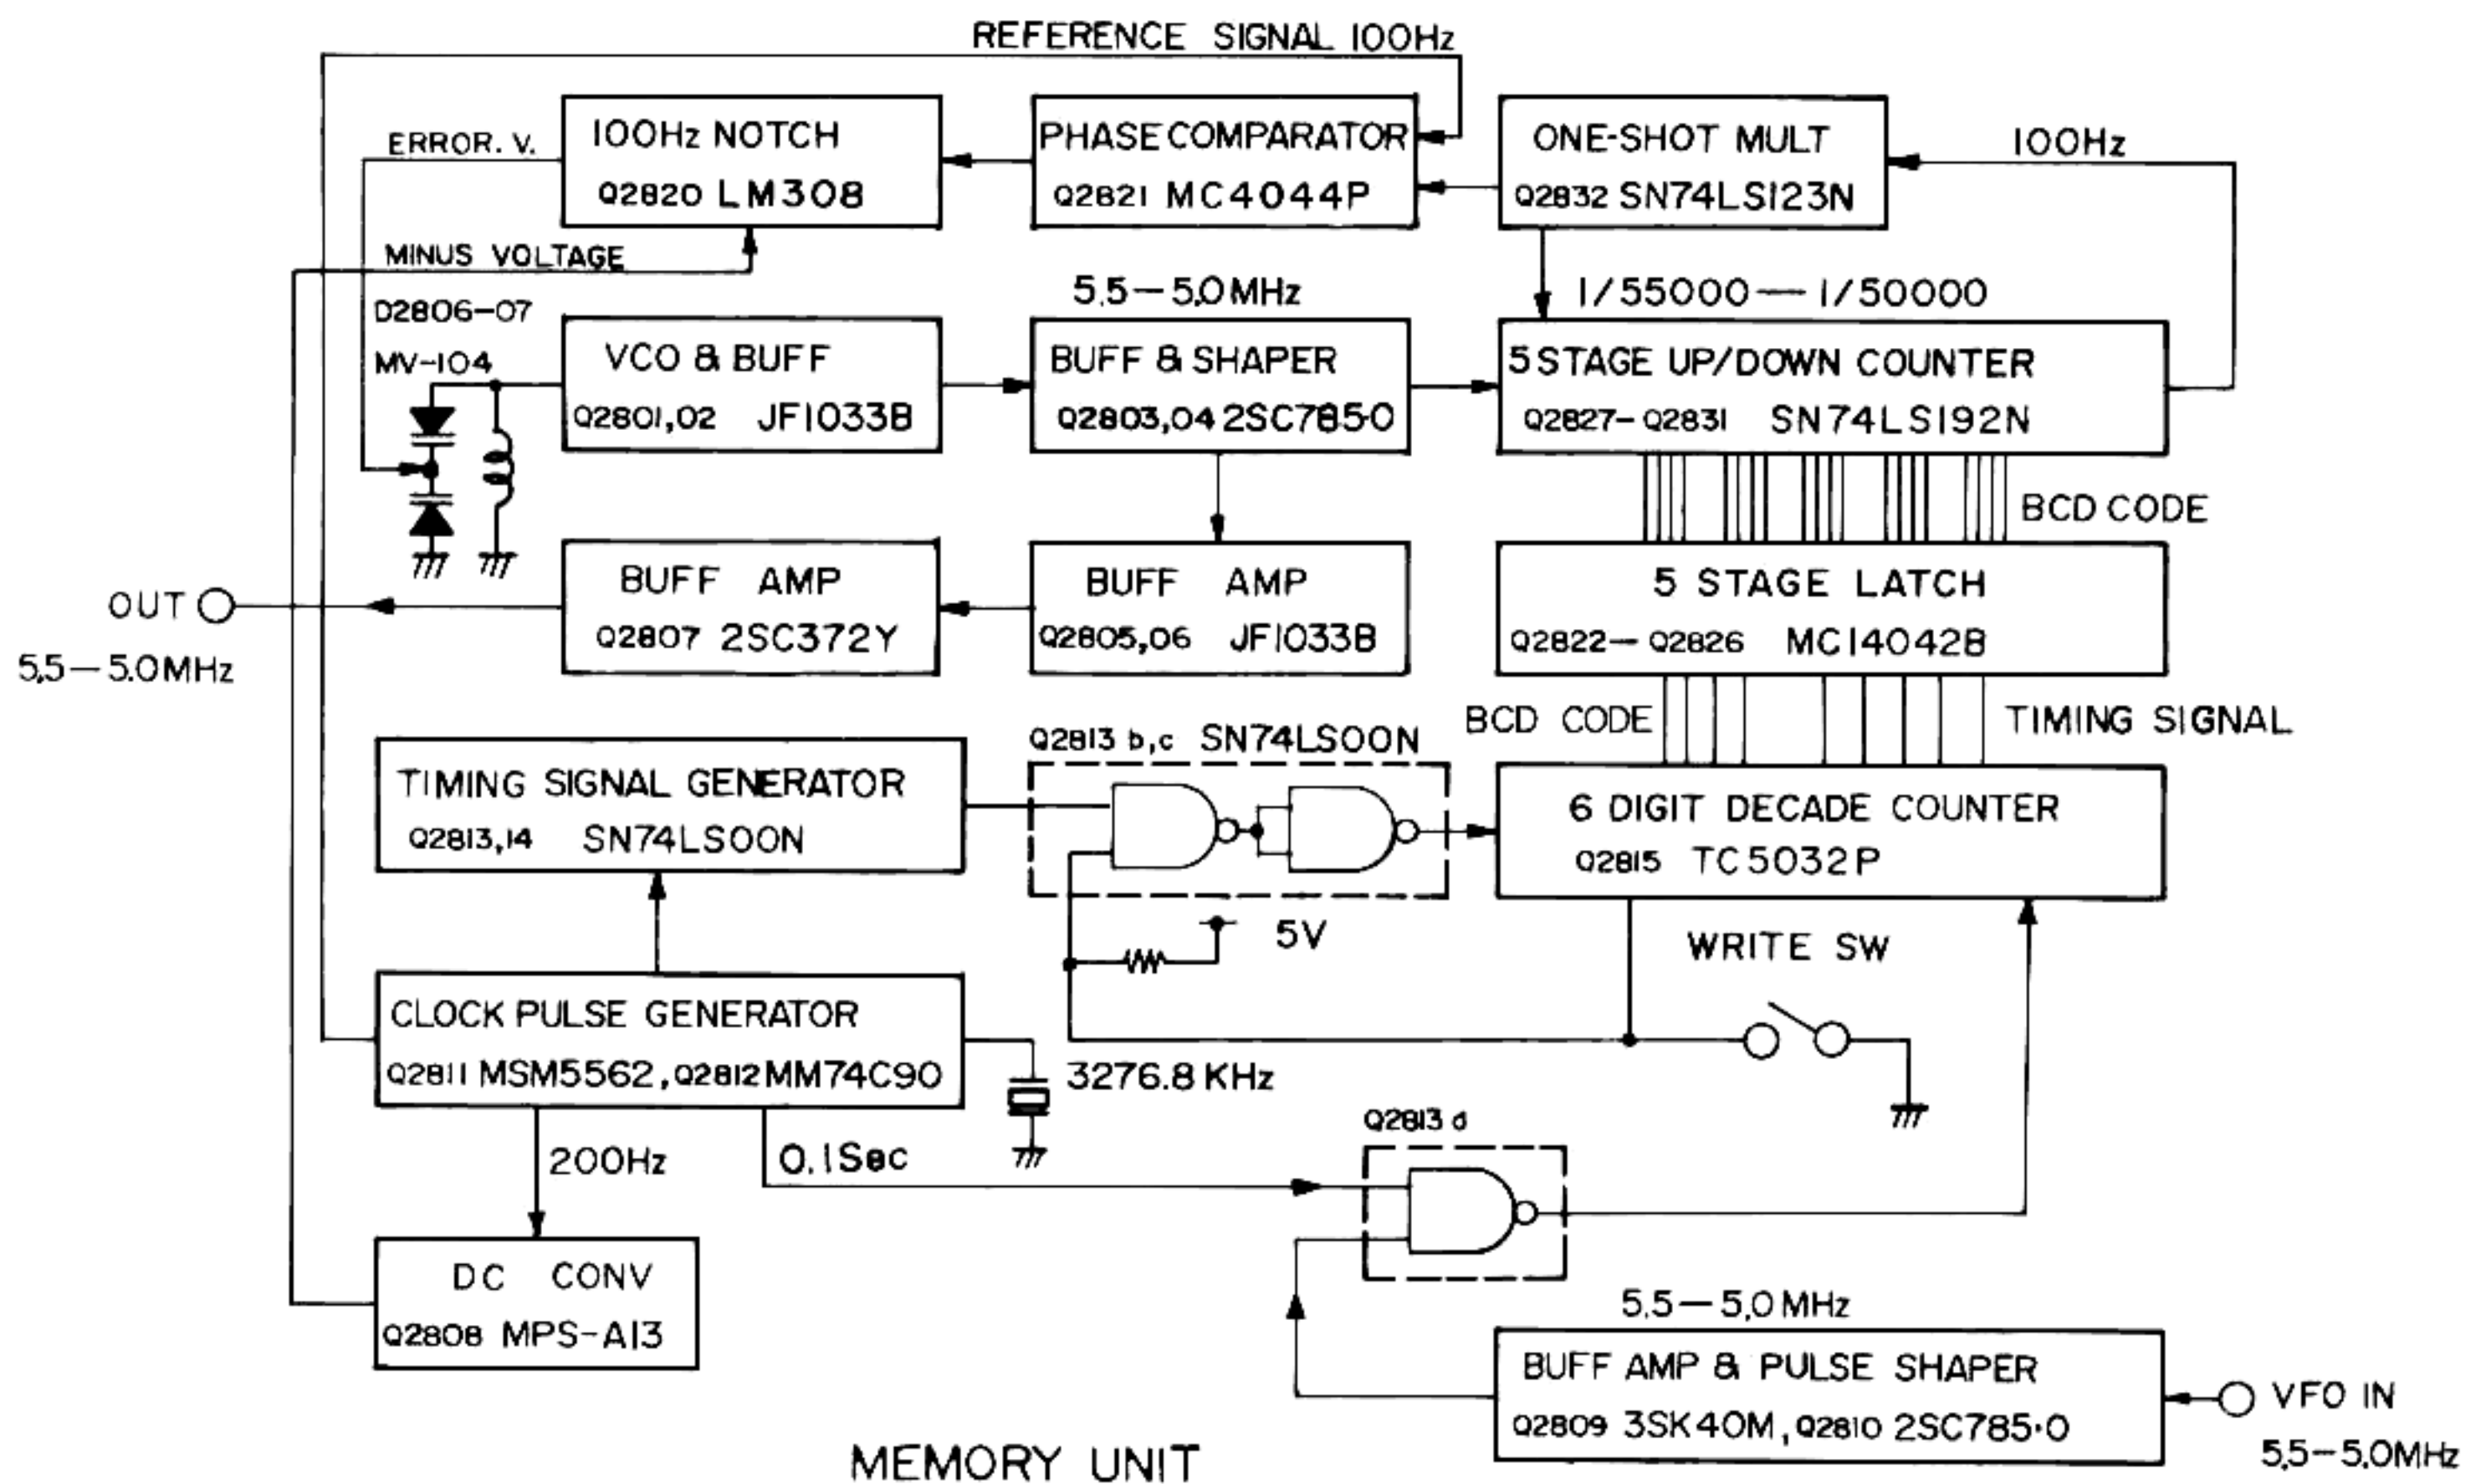 REFERENCE SIGNAL 100Hz
ERROR. V.
100Hz NOTCH
Q2820 LM308
PHASE COMPARATOR
Q2821 MC4044P
ONE-SHOT MULT
Q2832 SN74LS123N
100Hz
MINUS VOLTAGE
D2806-07
MV-104
VCO & BUFF
Q2801,02 JF1033B
5.5—5.0MHz
BUFF & SHAPER
Q2803,04 2SC785·O
1/55000—1/50000
5 STAGE UP/DOWN COUNTER
Q2827-Q2831 SN74LS192N
BCD CODE
OUT
5.5—5.0MHz
BUFF AMP
Q2807 2SC372Y
BUFF AMP
Q2805,06 JF1033B
5 STAGE LATCH
Q2822—Q2826 MC14042B
BCD CODE
TIMING SIGNAL
TIMING SIGNAL GENERATOR
Q2813,14 SN74LS00N
Q2813 b,c SN74LS00N
6 DIGIT DECADE COUNTER
Q2815 TC5032P
5V
WRITE SW
CLOCK PULSE GENERATOR
Q2811 MSM5562, Q2812 MM74C90
3276.8 KHz
200Hz
0.1Sec
Q2813 d
DC CONV
Q2808 MPS-A13
5.5—5.0MHz
BUFF AMP & PULSE SHAPER
Q2809 3SK40M, Q2810 2SC785·O
VFO IN
5.5-5.0MHz
MEMORY UNIT